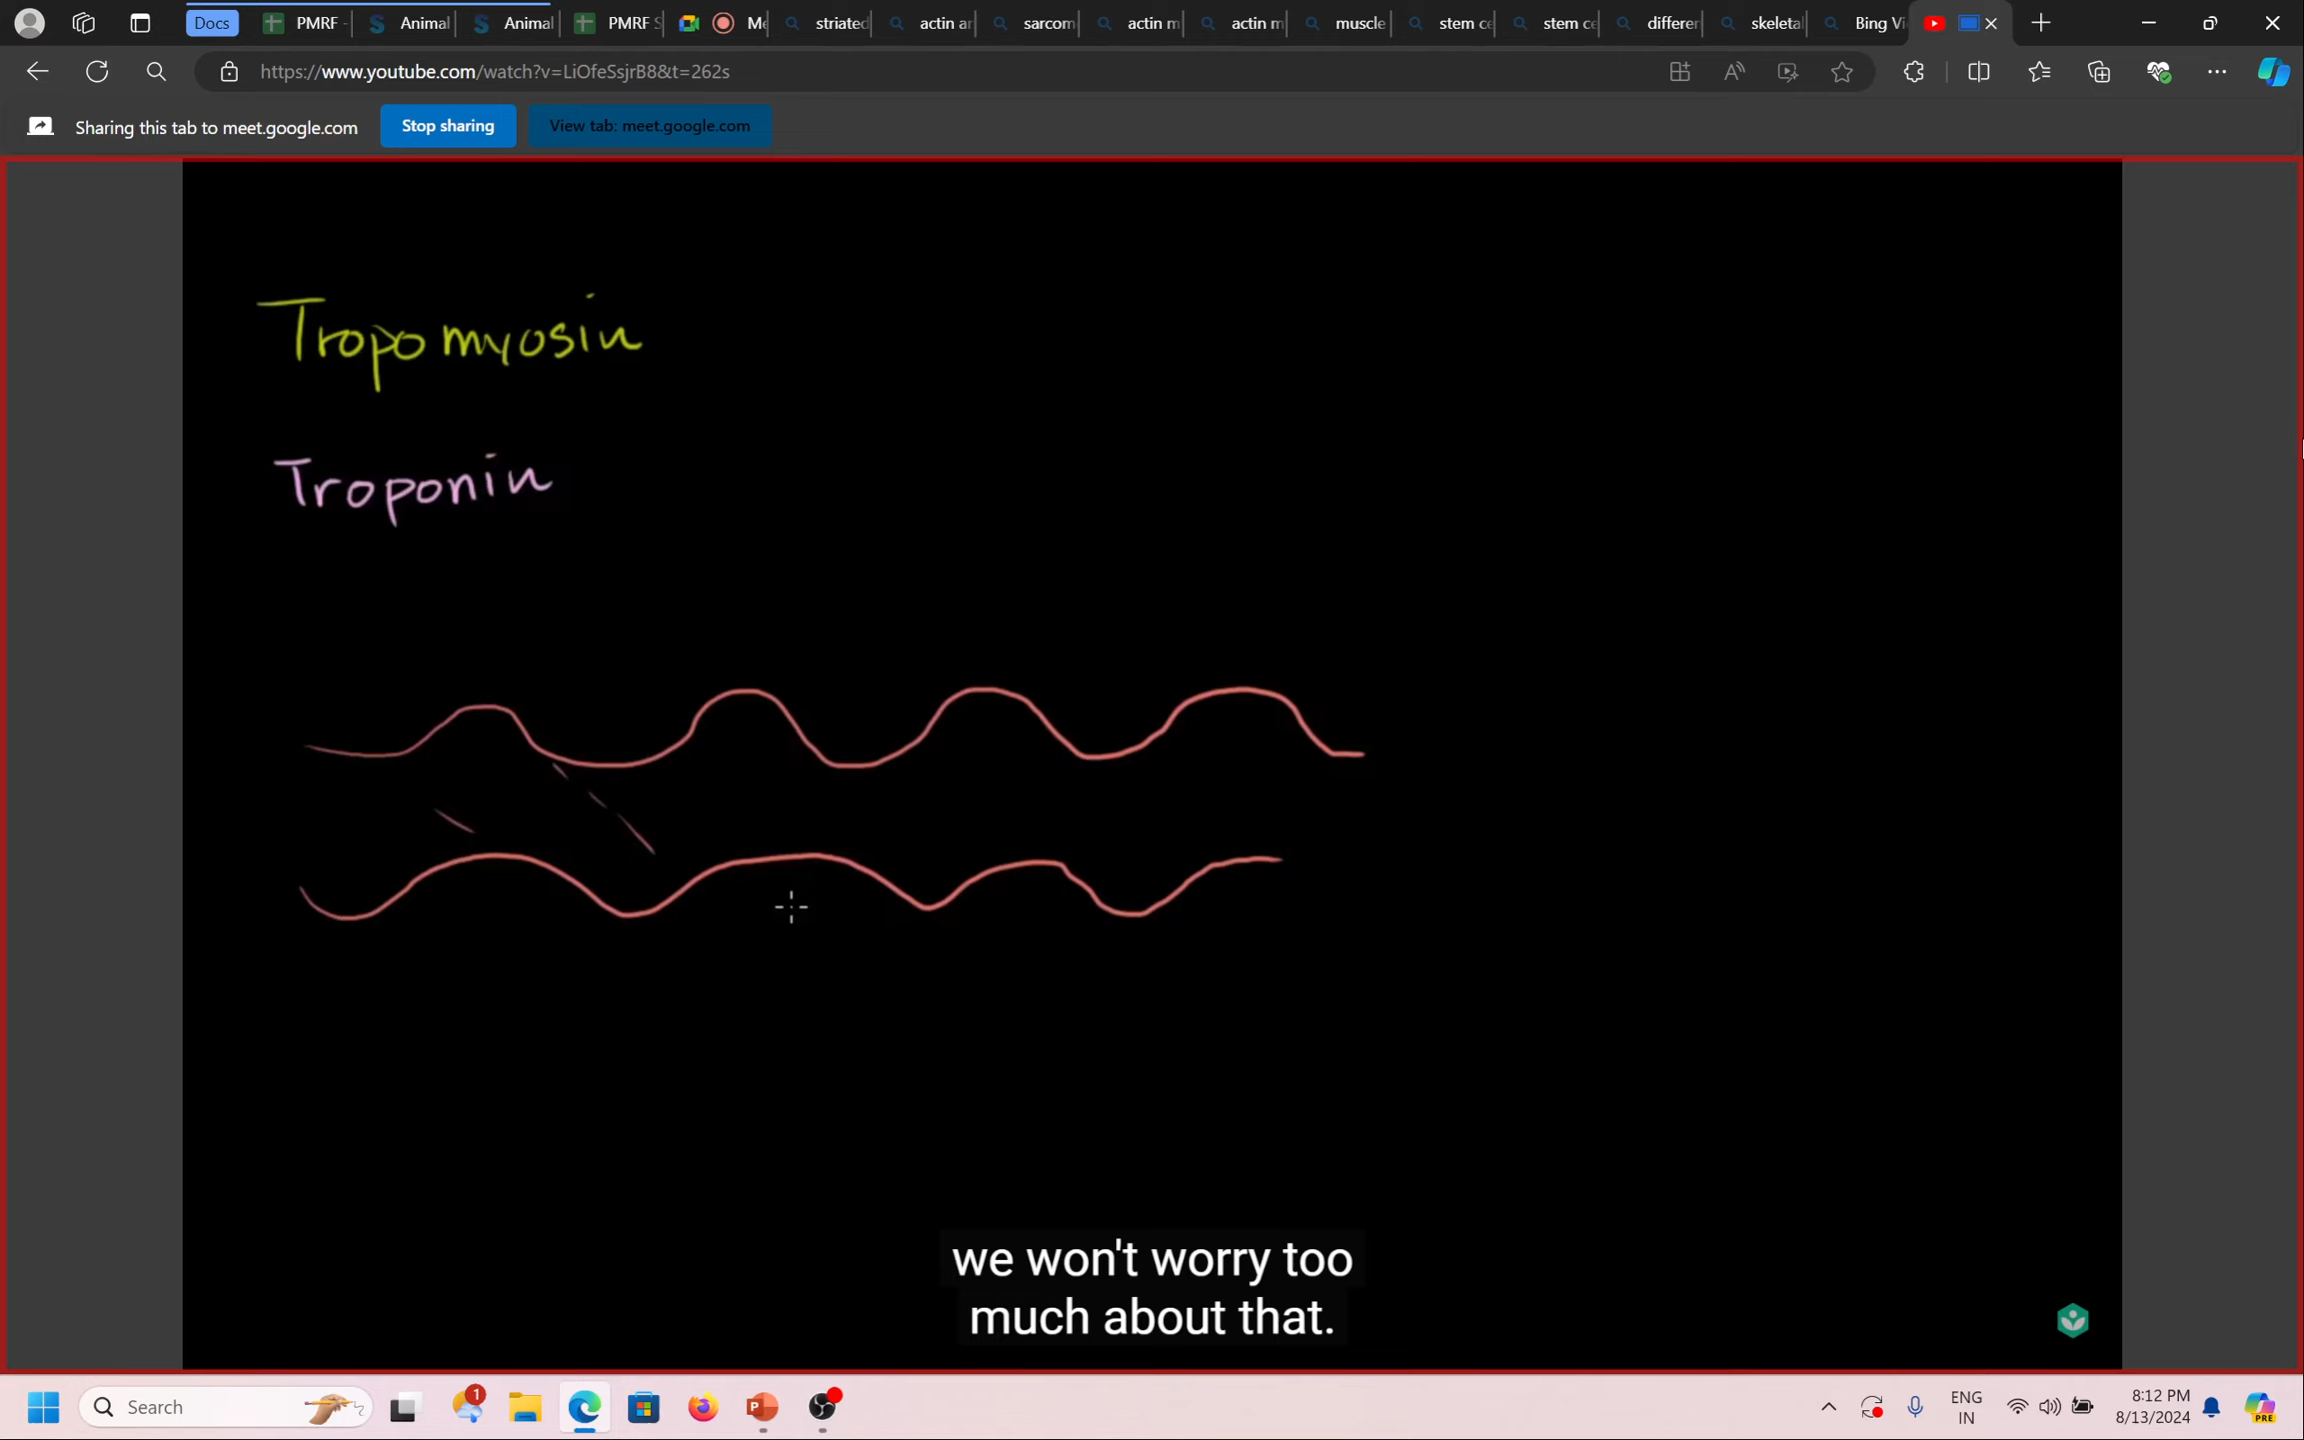 Docs PMRF - Animal Animal PMRF S Me striated actin ar sarcom actin m actin m muscle stem ce stem ce differer skeletal Bing Vi
https://www.youtube.com/watch?v=LiOfeSsjrB8&t=262s
Sharing this tab to meet.google.com Stop sharing View tab: meet.google.com
Tropomyosin
Troponin
we won't worry too
much about that.
Search 1 ENG 8:12 PM
IN 8/13/2024 PRE